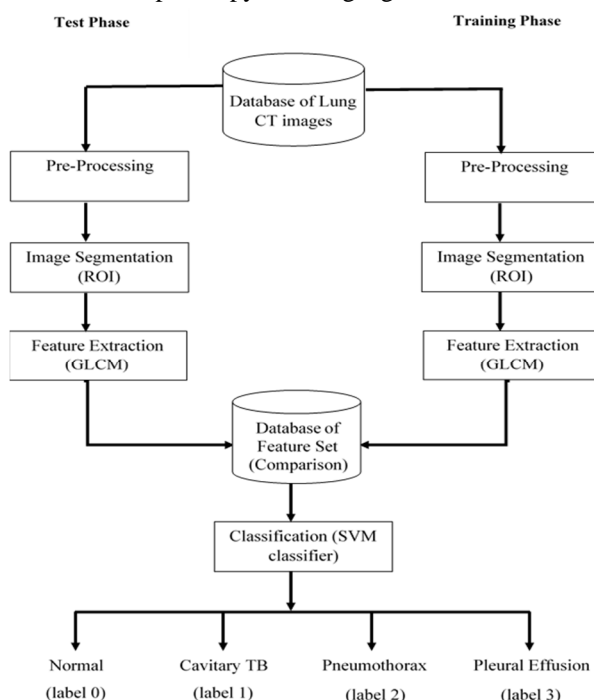 Test Phase
Training Phase
Database of Lung
CT images
Pre-Processing
Pre-Processing
Image Segmentation
(ROI)
Image Segmentation
(ROI)
Feature Extraction
(GLCM)
Feature Extraction
(GLCM)
Database of
Feature Set
(Comparison)
Classification (SVM
classifier)
Normal
(label 0)
Cavitary TB
(label 1)
Pneumothorax
(label 2)
Pleural Effusion
(label 3)